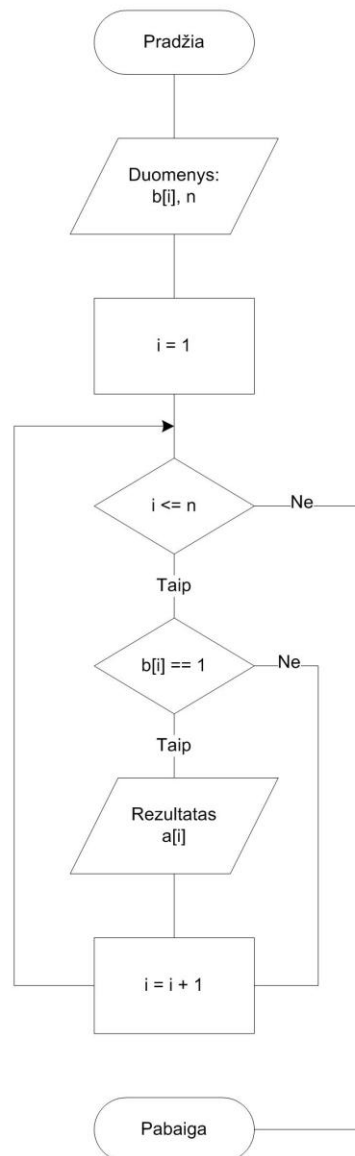 Pradžia
Duomenys:
b[i], n
i = 1
i <= n
Ne
Taip
b[i] == 1
Ne
Taip
Rezultatas
a[i]
i = i + 1
Pabaiga